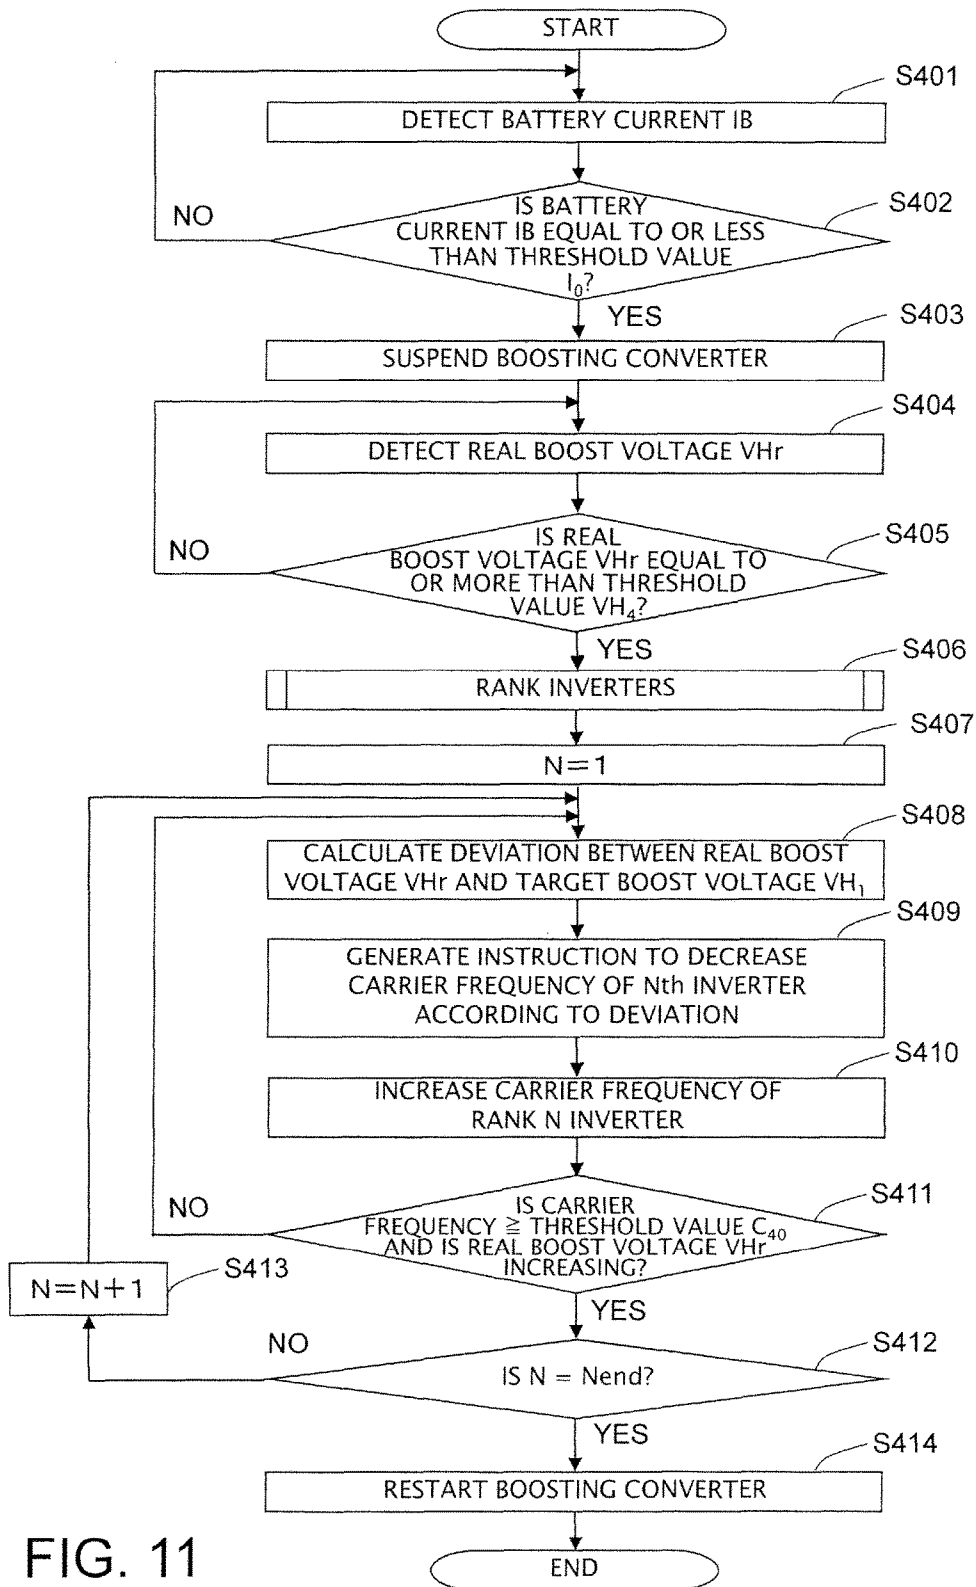 START
S401
DETECT BATTERY CURRENT IB
S402
IS BATTERY
CURRENT IB EQUAL TO OR LESS
THAN THRESHOLD VALUE
I₀?
NO
YES
S403
SUSPEND BOOSTING CONVERTER
S404
DETECT REAL BOOST VOLTAGE VHr
S405
IS REAL
BOOST VOLTAGE VHr EQUAL TO
OR MORE THAN THRESHOLD
VALUE VH₄?
NO
YES
S406
RANK INVERTERS
S407
N=1
S408
CALCULATE DEVIATION BETWEEN REAL BOOST
VOLTAGE VHr AND TARGET BOOST VOLTAGE VH₁
S409
GENERATE INSTRUCTION TO DECREASE
CARRIER FREQUENCY OF Nth INVERTER
ACCORDING TO DEVIATION
S410
INCREASE CARRIER FREQUENCY OF
RANK N INVERTER
S411
IS CARRIER
FREQUENCY ≧ THRESHOLD VALUE C₄₀
AND IS REAL BOOST VOLTAGE VHr
INCREASING?
NO
YES
S413
N=N+1
S412
IS N = Nend?
NO
YES
S414
RESTART BOOSTING CONVERTER
END
FIG. 11